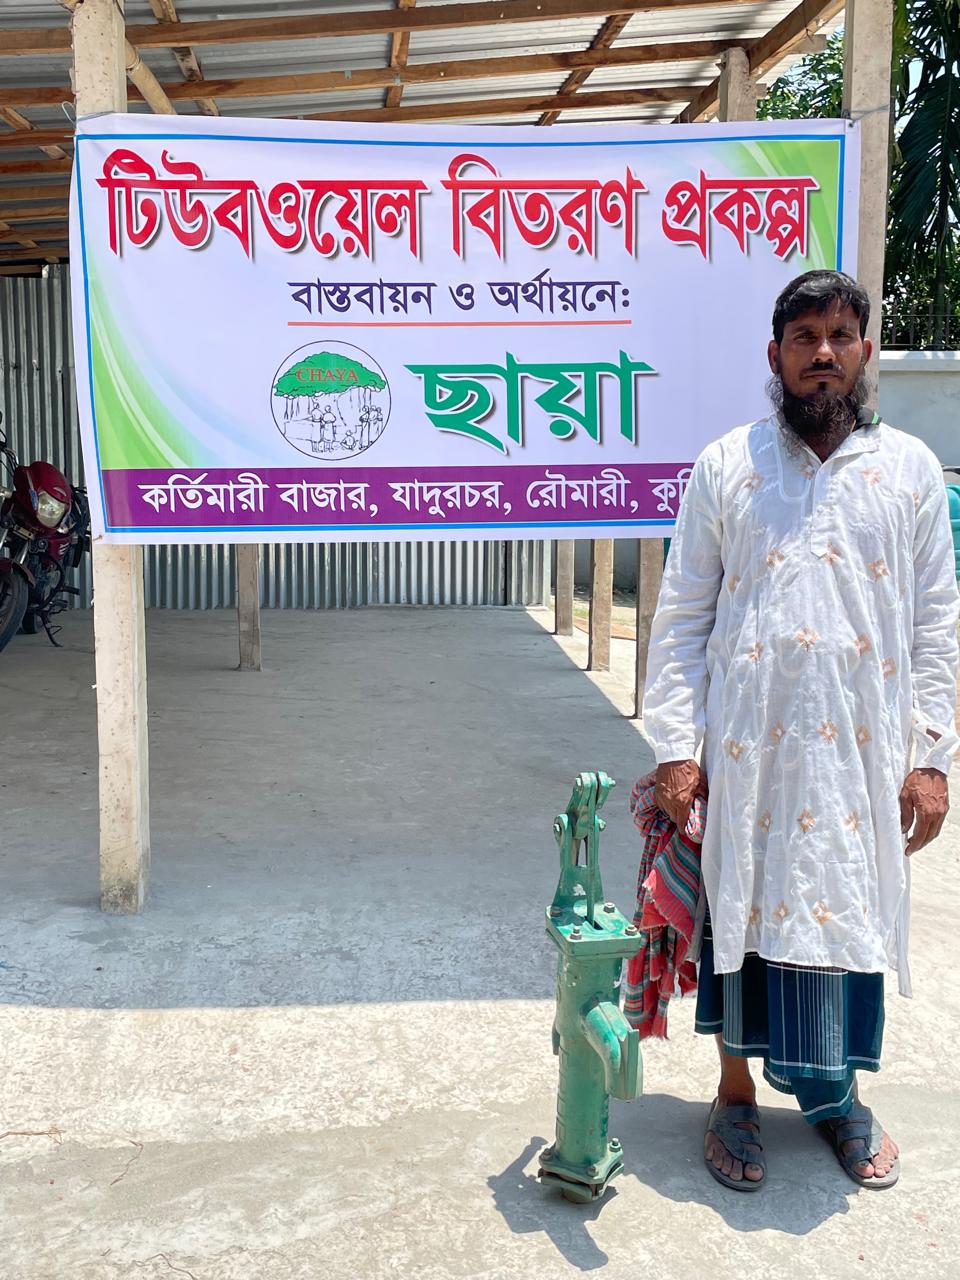 টিউবওয়েল বিতরণ প্রকল্প
বাস্তবায়ন ও অর্থায়নে:
CHAYA
ছায়া
কর্তিমারী বাজার, যাদুরচর, রৌমারী,